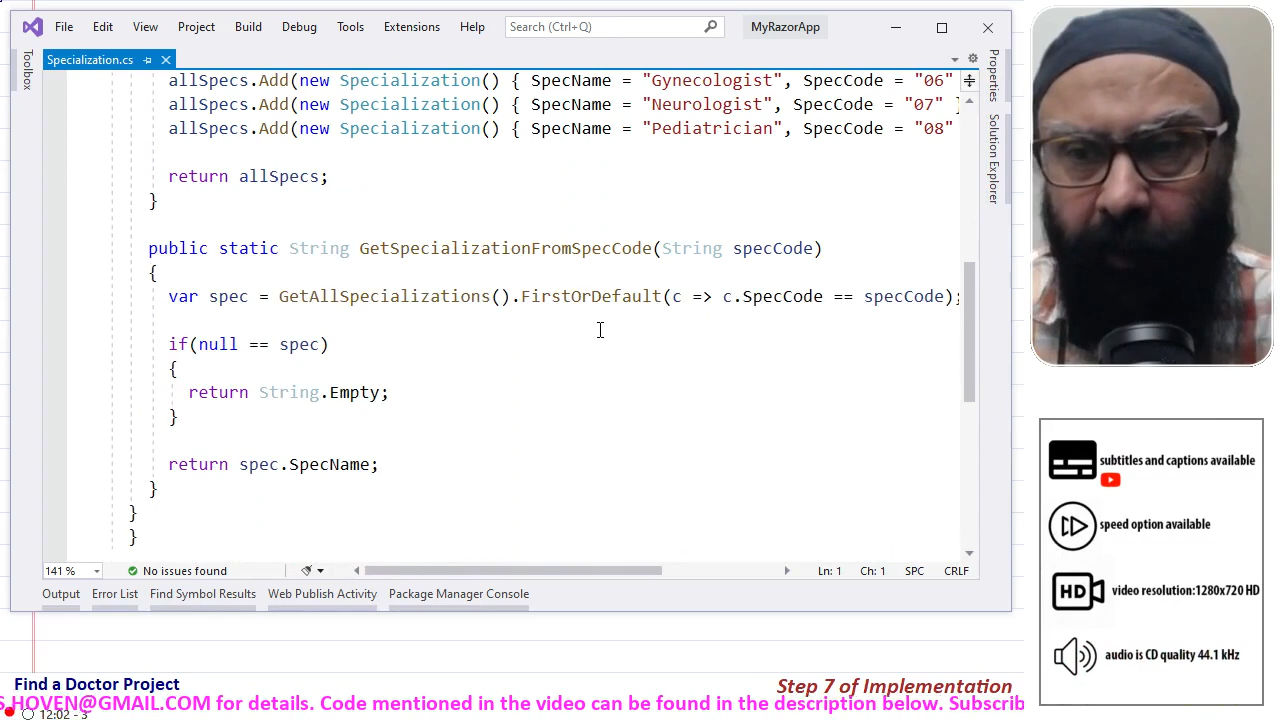 File Edit View Project Build Debug Tools Extensions Help Search (Ctrl+Q) MyRazorApp
Toolbox
Specialization.cs
allSpecs.Add(new Specialization() { SpecName = "Gynecologist", SpecCode = "06"
allSpecs.Add(new Specialization() { SpecName = "Neurologist", SpecCode = "07" }
allSpecs.Add(new Specialization() { SpecName = "Pediatrician", SpecCode = "08"
return allSpecs;
}
public static String GetSpecializationFromSpecCode(String specCode)
{
var spec = GetAllSpecializations().FirstOrDefault(c => c.SpecCode == specCode);
if(null == spec)
{
return String.Empty;
}
return spec.SpecName;
}
}
}
141 % No issues found Ln: 1 Ch: 1 SPC CRLF
Output Error List Find Symbol Results Web Publish Activity Package Manager Console
Properties
Solution Explorer
subtitles and captions available
speed option available
HD video resolution:1280x720 HD
audio is CD quality 44.1 kHz
Find a Doctor Project
Step 7 of Implementation
S.HOVEN@GMAIL.COM for details. Code mentioned in the video can be found in the description below. Subscrib
12:02 - 3